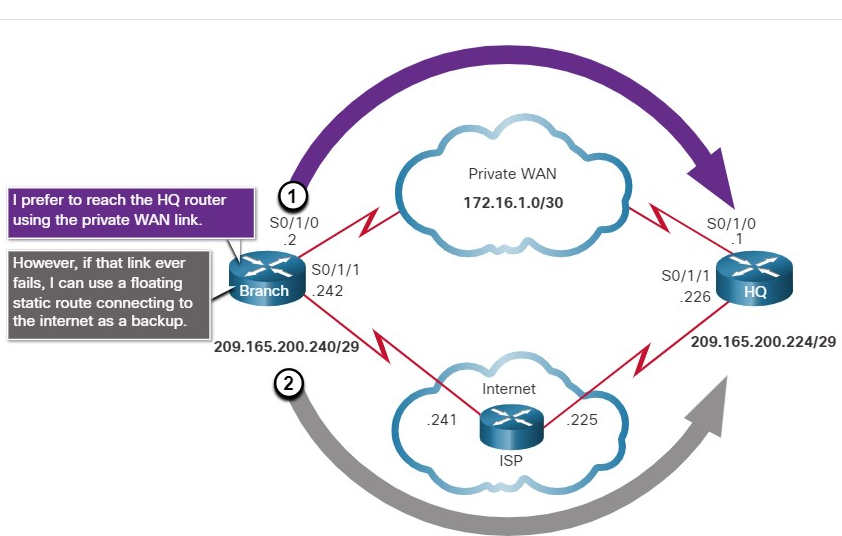 Private WAN
172.16.1.0/30
1
I prefer to reach the HQ router
using the private WAN link.
S0/1/0
.2
S0/1/0
.1
However, if that link ever
fails, I can use a floating
static route connecting to
the internet as a backup.
S0/1/1
.242
Branch
S0/1/1
.226
HQ
209.165.200.240/29
209.165.200.224/29
2
Internet
.241
.225
ISP